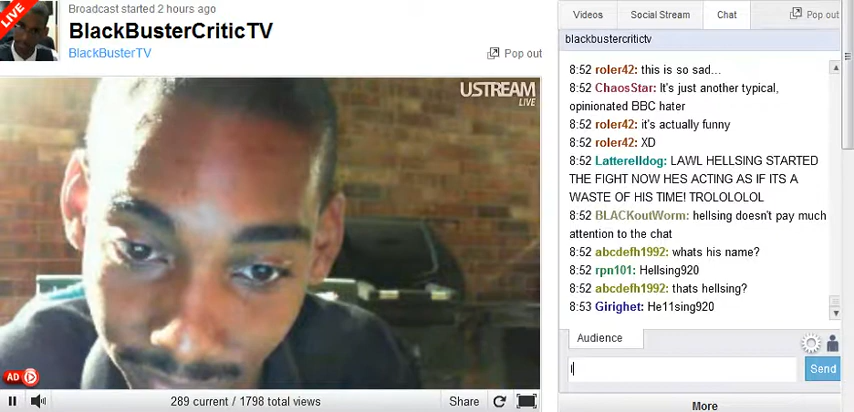 LIVE
Broadcast started 2 hours ago
BlackBusterCriticTV
BlackBusterTV
Pop out
USTREAM
LIVE
AD
289 current / 1798 total views
Share
Videos
Social Stream
Chat
Pop out
blackbustercritictv
8:52 roler42: this is so sad...
8:52 ChaosStar: It's just another typical,
opinionated BBC hater
8:52 roler42: it's actually funny
8:52 roler42: XD
8:52 Latterelldog: LAWL HELLSING STARTED
THE FIGHT NOW HES ACTING AS IF ITS A
WASTE OF HIS TIME! TROLOLOLOL
8:52 BLACKoutWorm: hellsing doesn't pay much
attention to the chat
8:52 abcdefh1992: whats his name?
8:52 rpn101: Hellsing920
8:52 abcdefh1992: thats hellsing?
8:53 Girighet: He11sing920
Audience
Send
More